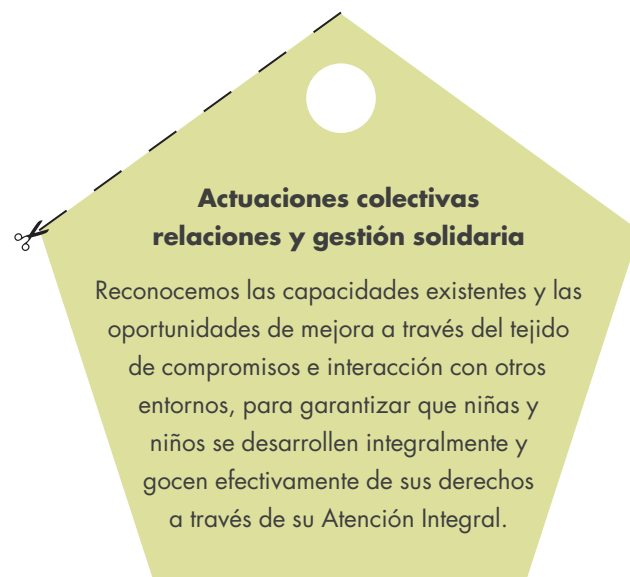 Actuaciones colectivas
relaciones y gestión solidaria
Reconocemos las capacidades existentes y las
oportunidades de mejora a través del tejido
de compromisos e interacción con otros
entornos, para garantizar que niñas y
niños se desarrollen integralmente y
gocen efectivamente de sus derechos
a través de su Atención Integral.